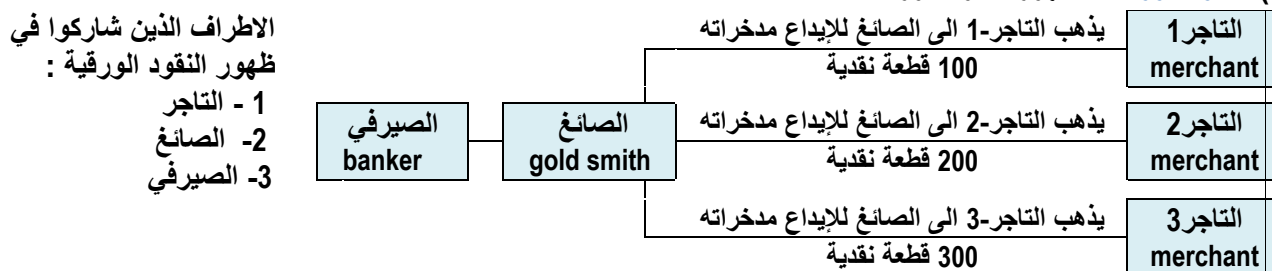 التاجر1
merchant
يذهب التاجر-1 الى الصائغ للإيداع مدخراته
100 قطعة نقدية
التاجر2
merchant
يذهب التاجر-2 الى الصائغ للإيداع مدخراته
200 قطعة نقدية
التاجر3
merchant
يذهب التاجر-3 الى الصائغ للإيداع مدخراته
300 قطعة نقدية
الصائغ
gold smith
الصيرفي
banker
الاطراف الذين شاركوا في
ظهور النقود الورقية :
1 - التاجر
2- الصائغ
3- الصيرفي